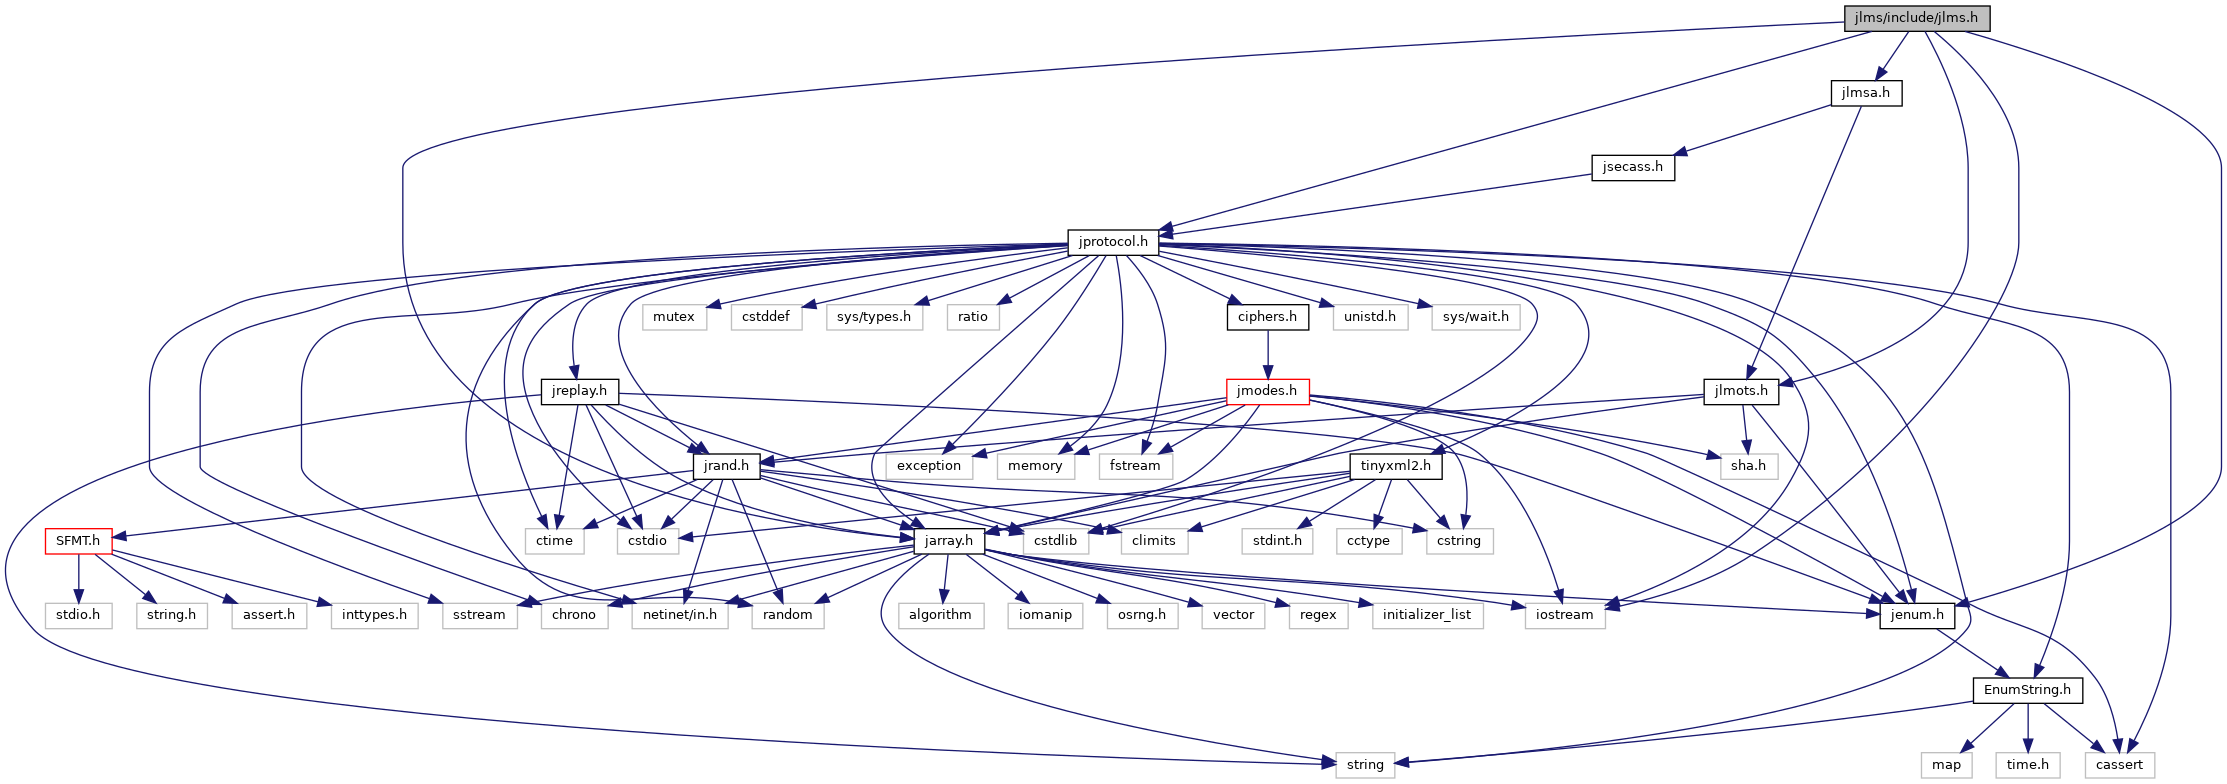 jlms/include/jlms.h
jlmsa.h
jsecass.h
jprotocol.h
mutex
cstddef
sys/types.h
ratio
ciphers.h
unistd.h
sys/wait.h
jreplay.h
jmodes.h
jlmots.h
jrand.h
exception
memory
fstream
tinyxml2.h
sha.h
SFMT.h
ctime
cstdio
jarray.h
cstdlib
climits
stdint.h
cctype
cstring
stdio.h
string.h
assert.h
inttypes.h
sstream
chrono
netinet/in.h
random
algorithm
iomanip
osrng.h
vector
regex
initializer_list
iostream
jenum.h
EnumString.h
string
map
time.h
cassert